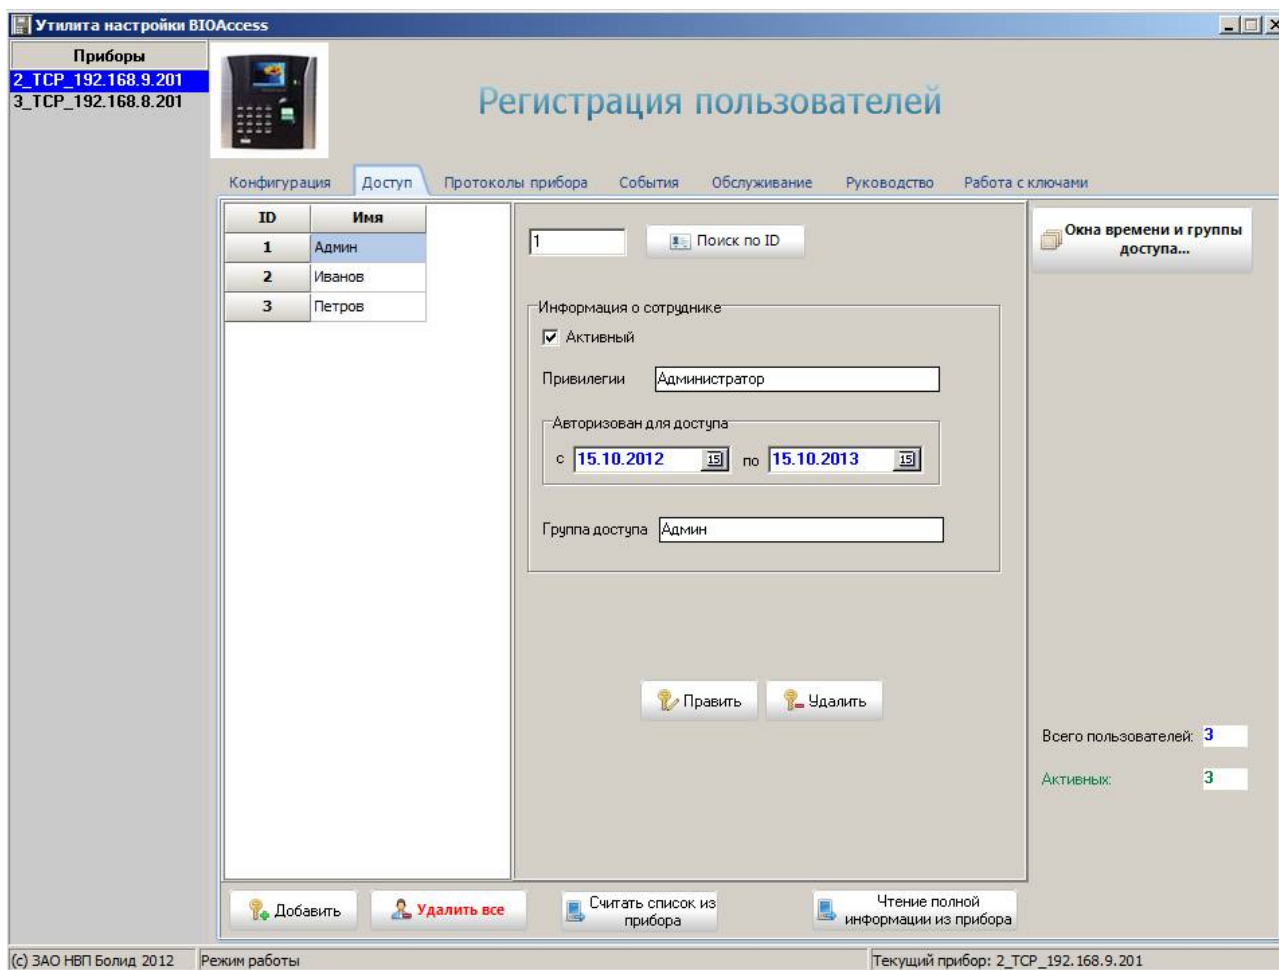 Утилита настройки BIOAccess
Приборы
2_TCP_192.168.9.201
3_TCP_192.168.8.201
Регистрация пользователей
Конфигурация Доступ Протоколы прибора События Обслуживание Руководство Работа с ключами
ID Имя
1 Админ
2 Иванов
3 Петров
1 Поиск по ID
Окна времени и группы
доступа...
Информация о сотруднике
Активный
Привилегии Администратор
Авторизован для доступа
с 15.10.2012 15 по 15.10.2013 15
Группа доступа Админ
Править Удалить
Всего пользователей: 3
Активных: 3
Добавить Удалить все
Считать список из
прибора
Чтение полной
информации из прибора
(с) ЗАО НВП Болид 2012 Режим работы Текущий прибор: 2_TCP_192.168.9.201